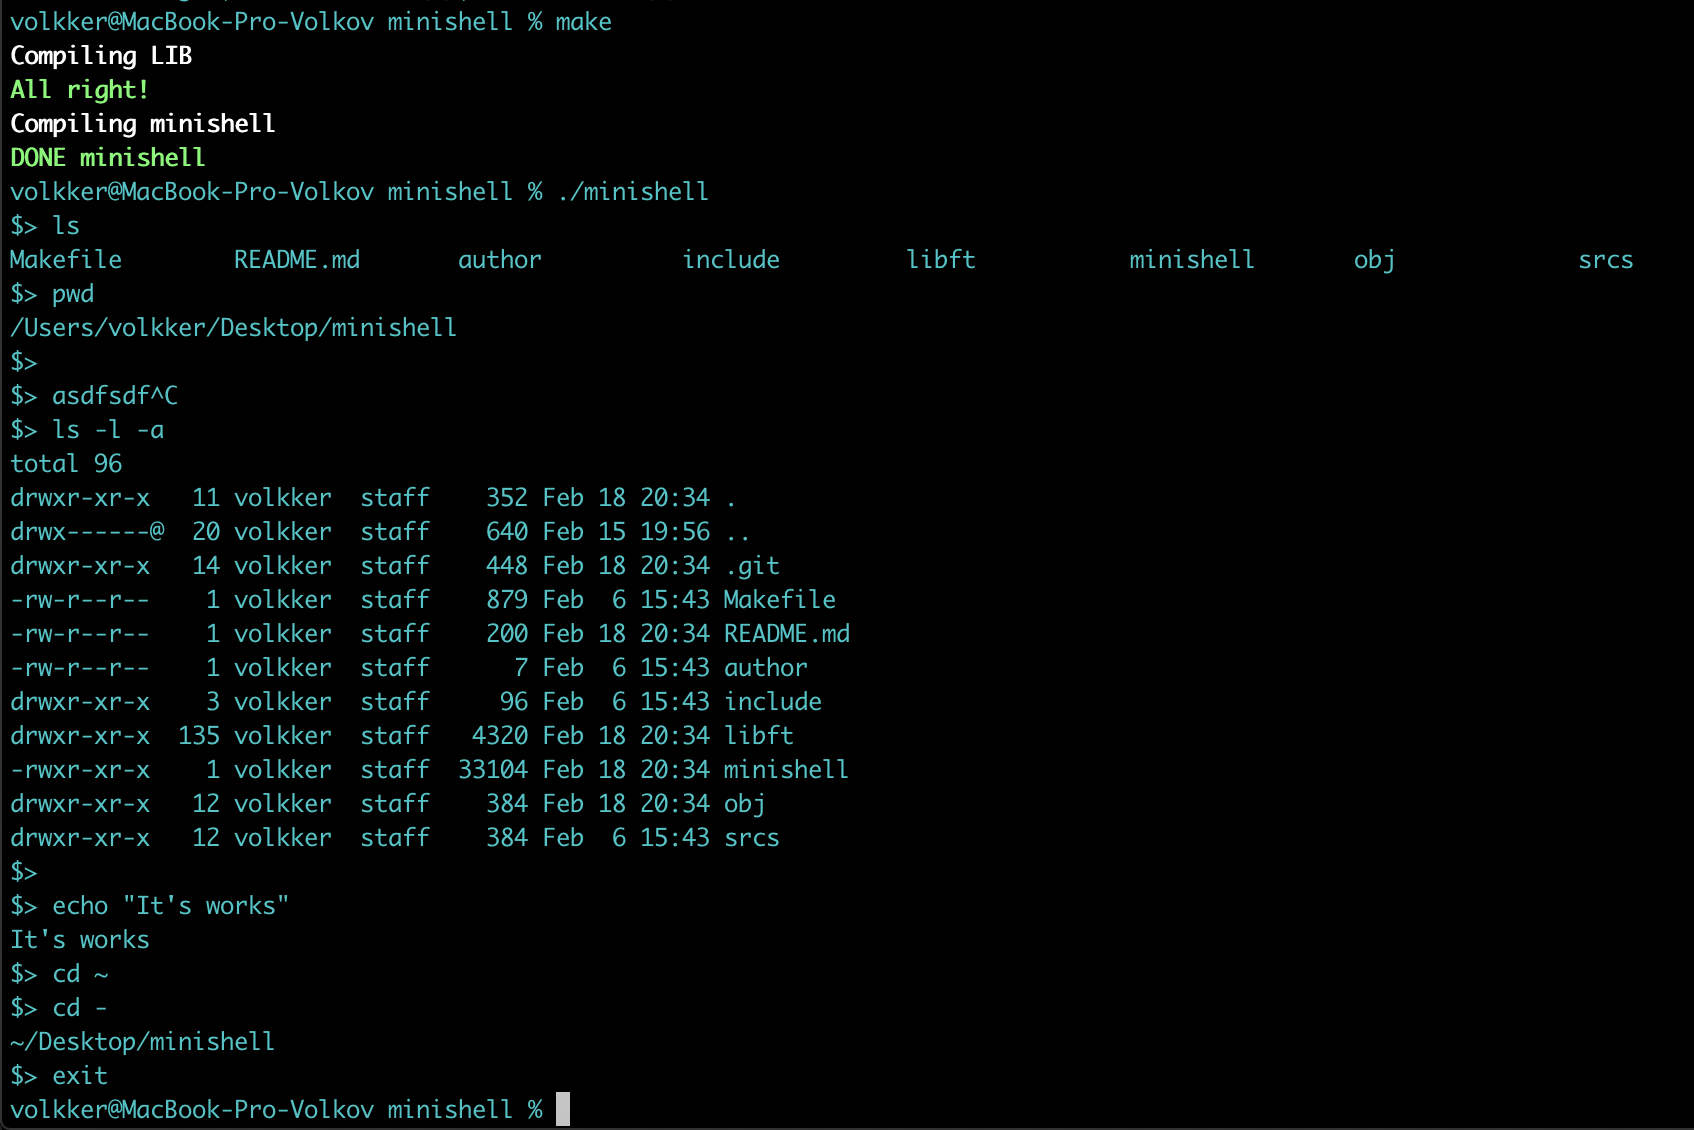 volkker@MacBook-Pro-Volkov minishell % make
Compiling LIB
All right!
Compiling minishell
DONE minishell
volkker@MacBook-Pro-Volkov minishell % ./minishell
$> ls
Makefile        README.md       author          include         libft           minishell       obj             srcs
$> pwd
/Users/volkker/Desktop/minishell
$>
$> asdfsdf^C
$> ls -l -a
total 96
drwxr-xr-x   11 volkker  staff    352 Feb 18 20:34 .
drwx------@  20 volkker  staff    640 Feb 15 19:56 ..
drwxr-xr-x   14 volkker  staff    448 Feb 18 20:34 .git
-rw-r--r--    1 volkker  staff    879 Feb  6 15:43 Makefile
-rw-r--r--    1 volkker  staff    200 Feb 18 20:34 README.md
-rw-r--r--    1 volkker  staff      7 Feb  6 15:43 author
drwxr-xr-x    3 volkker  staff     96 Feb  6 15:43 include
drwxr-xr-x  135 volkker  staff   4320 Feb 18 20:34 libft
-rwxr-xr-x    1 volkker  staff  33104 Feb 18 20:34 minishell
drwxr-xr-x   12 volkker  staff    384 Feb 18 20:34 obj
drwxr-xr-x   12 volkker  staff    384 Feb  6 15:43 srcs
$>
$> echo "It's works"
It's works
$> cd ~
$> cd -
~/Desktop/minishell
$> exit
volkker@MacBook-Pro-Volkov minishell %